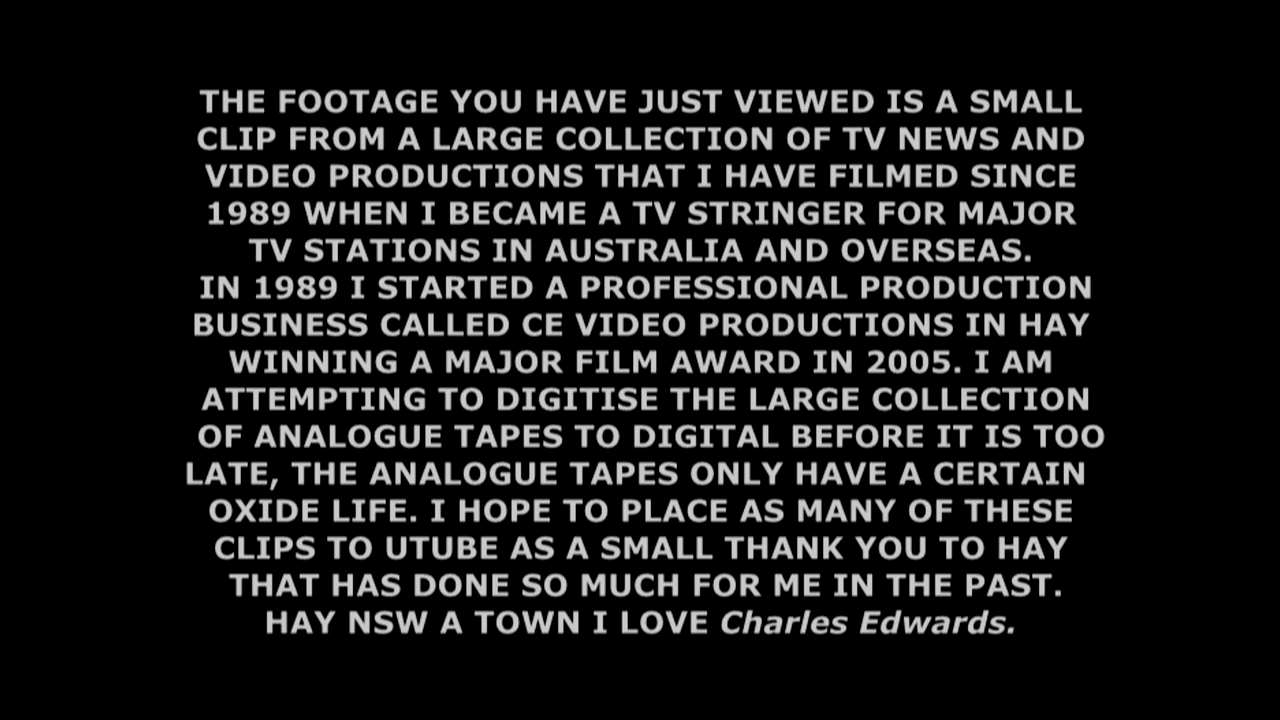 THE FOOTAGE YOU HAVE JUST VIEWED IS A SMALL
CLIP FROM A LARGE COLLECTION OF TV NEWS AND
VIDEO PRODUCTIONS THAT I HAVE FILMED SINCE
1989 WHEN I BECAME A TV STRINGER FOR MAJOR
TV STATIONS IN AUSTRALIA AND OVERSEAS.
IN 1989 I STARTED A PROFESSIONAL PRODUCTION
BUSINESS CALLED CE VIDEO PRODUCTIONS IN HAY
WINNING A MAJOR FILM AWARD IN 2005. I AM
ATTEMPTING TO DIGITISE THE LARGE COLLECTION
OF ANALOGUE TAPES TO DIGITAL BEFORE IT IS TOO
LATE, THE ANALOGUE TAPES ONLY HAVE A CERTAIN
OXIDE LIFE. I HOPE TO PLACE AS MANY OF THESE
CLIPS TO UTUBE AS A SMALL THANK YOU TO HAY
THAT HAS DONE SO MUCH FOR ME IN THE PAST.
HAY NSW A TOWN I LOVE Charles Edwards.